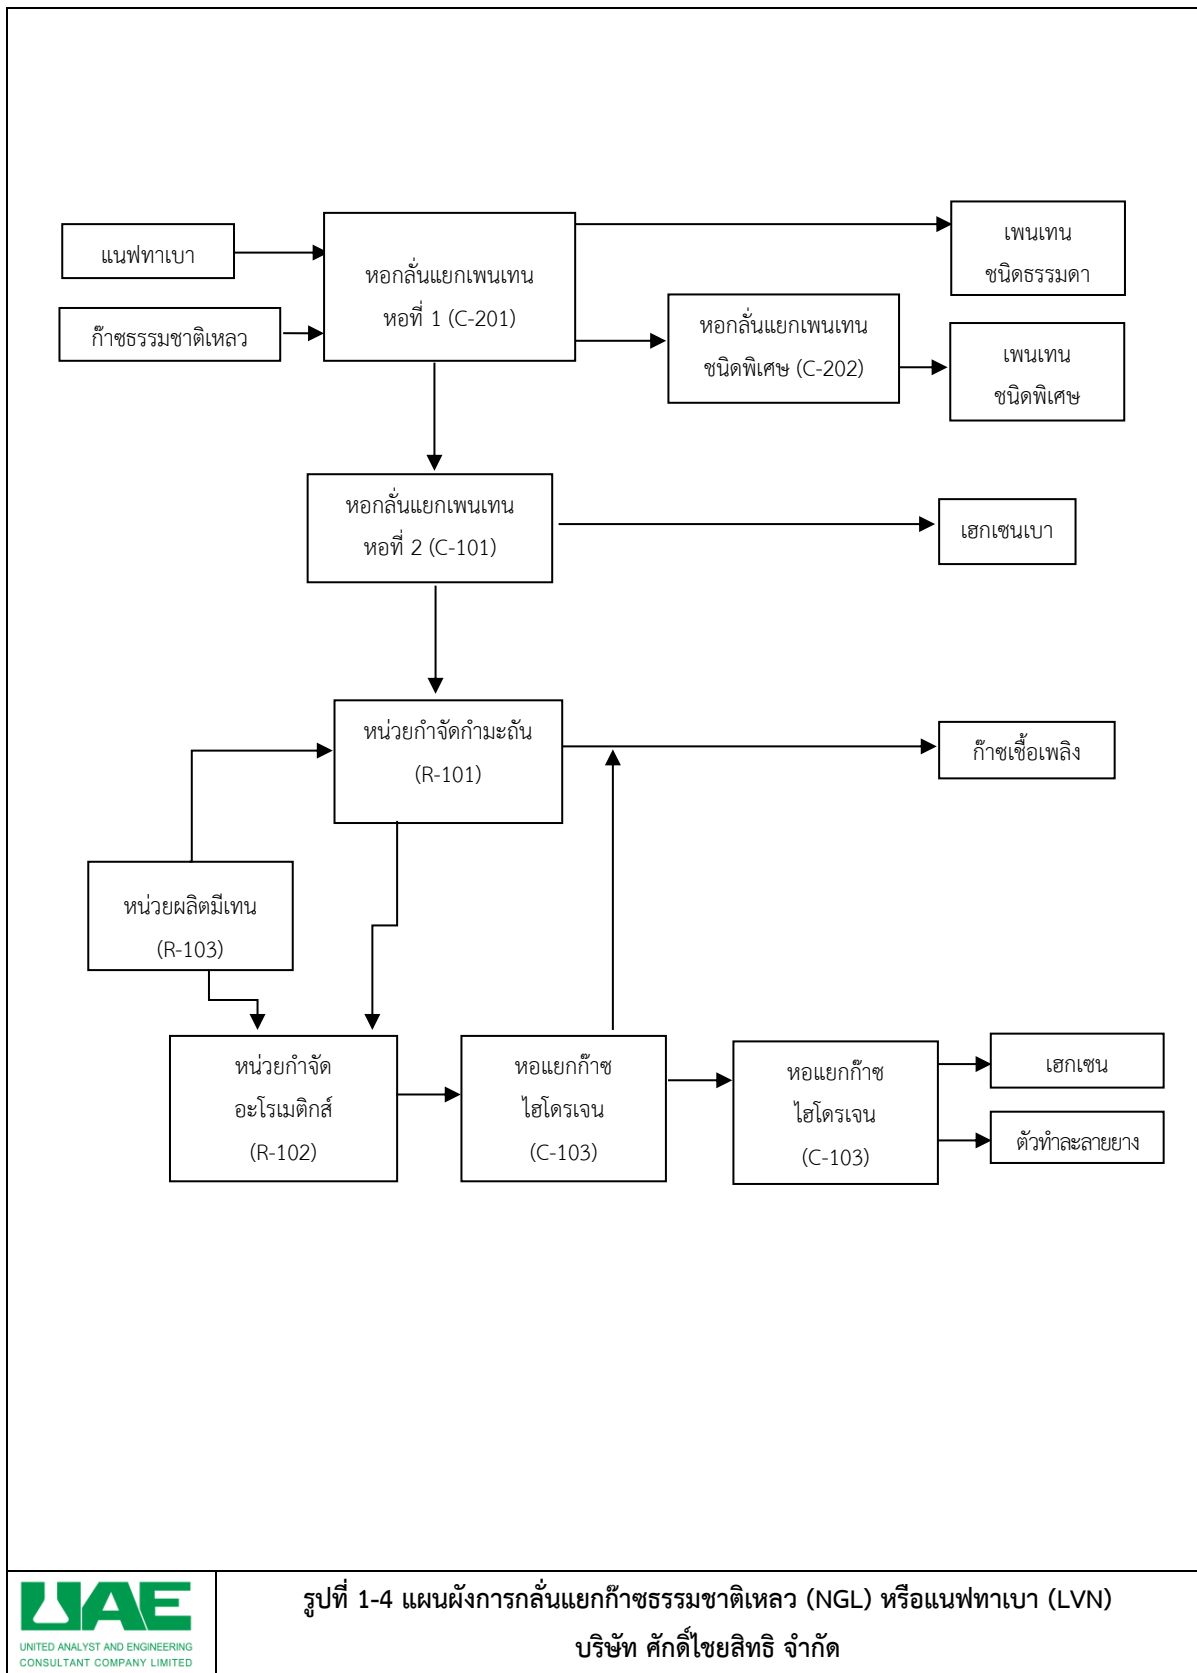 แนฟทาเบา
ก๊าซธรรมชาติเหลว
หอกลั่นแยกเพนเทน
หอที่ 1 (C-201)
เพนเทน
ชนิดธรรมดา
หอกลั่นแยกเพนเทน
ชนิดพิเศษ (C-202)
เพนเทน
ชนิดพิเศษ
หอกลั่นแยกเพนเทน
หอที่ 2 (C-101)
เฮกเซนเบา
หน่วยกำจัดกำมะถัน
(R-101)
ก๊าซเชื้อเพลิง
หน่วยผลิตมีเทน
(R-103)
หน่วยกำจัด
อะโรเมติกส์
(R-102)
หอแยกก๊าซ
ไฮโดรเจน
(C-103)
หอแยกก๊าซ
ไฮโดรเจน
(C-103)
เฮกเซน
ตัวทำละลายยาง
UAE
UNITED ANALYST AND ENGINEERING
CONSULTANT COMPANY LIMITED
รูปที่ 1-4 แผนผังการกลั่นแยกก๊าซธรรมชาติเหลว (NGL) หรือแนฟทาเบา (LVN)
บริษัท ศักดิ์ไชยสิทธิ จำกัด